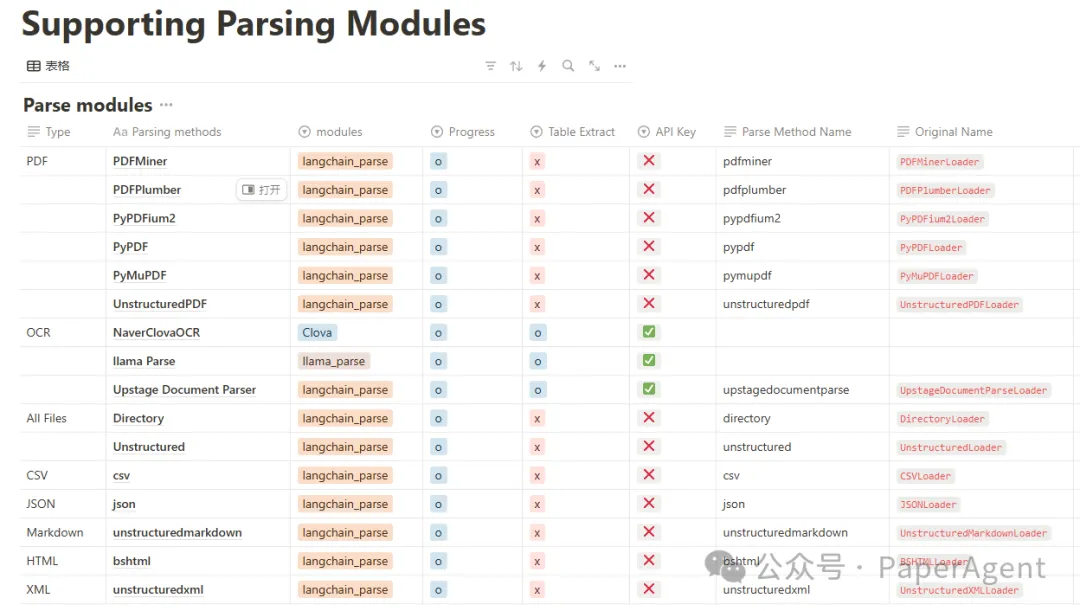 Supporting Parsing Modules
表格
Parse modules
Type Aa Parsing methods modules Progress Table Extract API Key Parse Method Name Original Name
PDF PDFMiner langchain_parse o x ❌ pdfminer PDFMinerLoader
PDFPlumber 打开 langchain_parse o x ❌ pdfplumber PDFPlumberLoader
PyPDFium2 langchain_parse o x ❌ pypdfium2 PyPDFium2Loader
PyPDF langchain_parse o x ❌ pypdf PyPDFLoader
PyMuPDF langchain_parse o x ❌ pymupdf PyMuPDFLoader
UnstructuredPDF langchain_parse o x ❌ unstructuredpdf UnstructuredPDFLoader
OCR NaverClovaOCR Clova o o ✅
llama Parse llama_parse o o ✅
Upstage Document Parser langchain_parse o o ✅ upstagedocumentparse UpstageDocumentParseLoader
All Files Directory langchain_parse o x ❌ directory DirectoryLoader
Unstructured langchain_parse o x ❌ unstructured UnstructuredLoader
CSV csv langchain_parse o x ❌ csv CSVLoader
JSON json langchain_parse o x ❌ json JSONLoader
Markdown unstructuredmarkdown langchain_parse o x ❌ unstructuredmarkdown UnstructuredMarkdownLoader
HTML bshtml langchain_parse o x ❌ bshtml BSHTMLLoader
公众号 · PaperAgent
XML unstructuredxml langchain_parse o x ❌ unstructuredxml UnstructuredXMLLoader